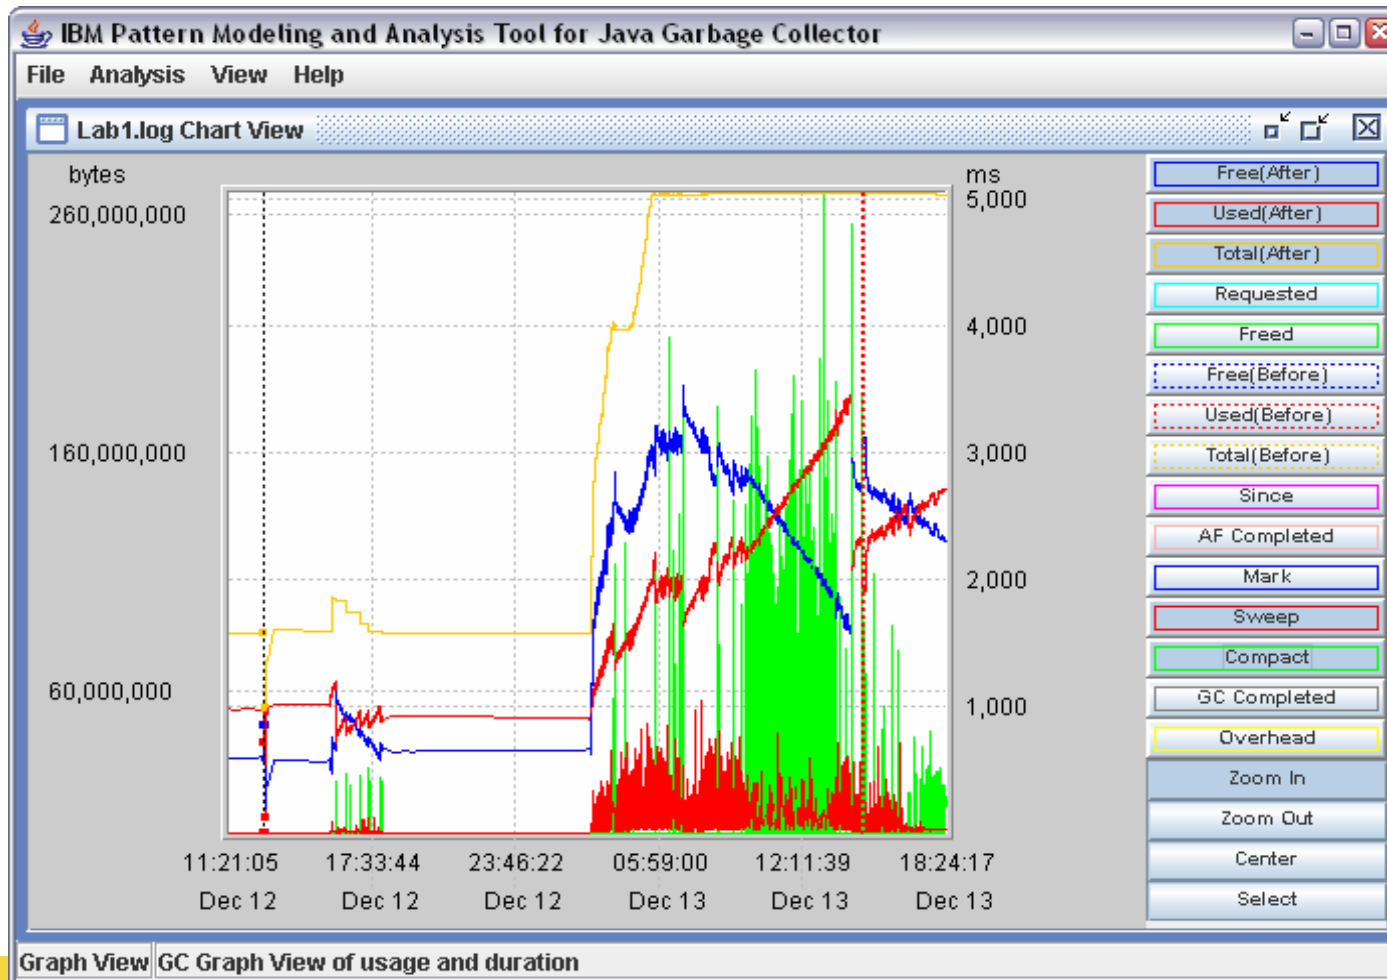 IBM Pattern Modeling and Analysis Tool for Java Garbage Collector
File Analysis View Help
Lab1.log Chart View
bytes
260,000,000
160,000,000
60,000,000
ms
5,000
4,000
3,000
2,000
1,000
11:21:05 17:33:44 23:46:22 05:59:00 12:11:39 18:24:17
Dec 12 Dec 12 Dec 12 Dec 13 Dec 13 Dec 13
Free(After)
Used(After)
Total(After)
Requested
Freed
Free(Before)
Used(Before)
Total(Before)
Since
AF Completed
Mark
Sweep
Compact
GC Completed
Overhead
Zoom In
Zoom Out
Center
Select
Graph View GC Graph View of usage and duration